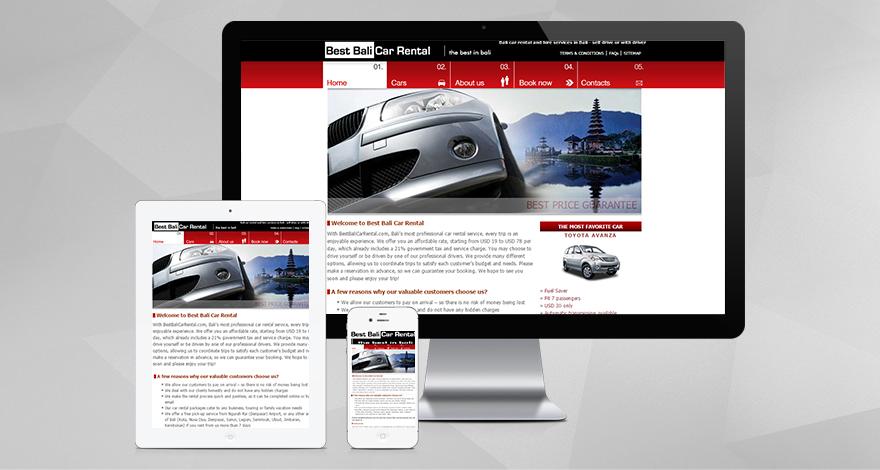 Bali car rental and hire services in Bali - self drive or with driver
Best Bali Car Rental | the best in bali
TERMS & CONDITIONS | FAQs | SITEMAP
01. 02. 03. 04. 05.
Home Cars About us Book now Contacts
BEST PRICE GUARANTEE
Welcome to Best Bali Car Rental
With BestBaliCarRental.com, Bali's most professional car rental service, every trip is an
enjoyable experience. We offer you an affordable rate, starting from USD 19 to USD 78 per
day, which already includes a 21% government tax and service charge. You may choose to
drive yourself or be driven by one of our professional drivers. We provide many different
options, allowing us to coordinate trips to satisfy each customer's budget and needs. Please
make a reservation in advance, so we can guarantee your booking. We hope to see you
soon and please enjoy your trip!
A few reasons why our valuable customers choose us?
We allow our customers to pay on arrival – so there is no risk of money being lost
and do not have any hidden charges
THE MOST FAVORITE CAR
TOYOTA AVANZA
» Fuel Saver
» Fit 7 passengers
» USD 20 only
» Automatic transmission available
Best Bali Car Rental | the best in bali
Home Cars About us Book now Contacts
BEST PRICE GUARANTEE
Welcome to Best Bali Car Rental
With BestBaliCarRental.com, Bali's most professional car rental service, every trip
enjoyable experience. We offer you an affordable rate, starting from USD 19 to
day, which already includes a 21% government tax and service charge. You may
drive yourself or be driven by one of our professional drivers. We provide many
options, allowing us to coordinate trips to satisfy each customer's budget and n
make a reservation in advance, so we can guarantee your booking. We hope to
soon and please enjoy your trip!
A few reasons why our valuable customers choose us?
We allow our customers to pay on arrival – so there is no risk of money being lost
We deal with our clients honestly and do not have any hidden charges
We make the rental process quick and painless, as it can be completed online or by
email
Our car rental packages cater to any business, touring or family vacation needs
We offer a free pick-up service from Ngurah Rai (Denpasar) Airport, or any other
of Bali (Kuta, Nusa Dua, Denpasar, Sanur, Legian, Seminyak, Ubud, Jimbaran,
Kerobokan) if you rent from us more than 7 days
Best Bali Car Rental